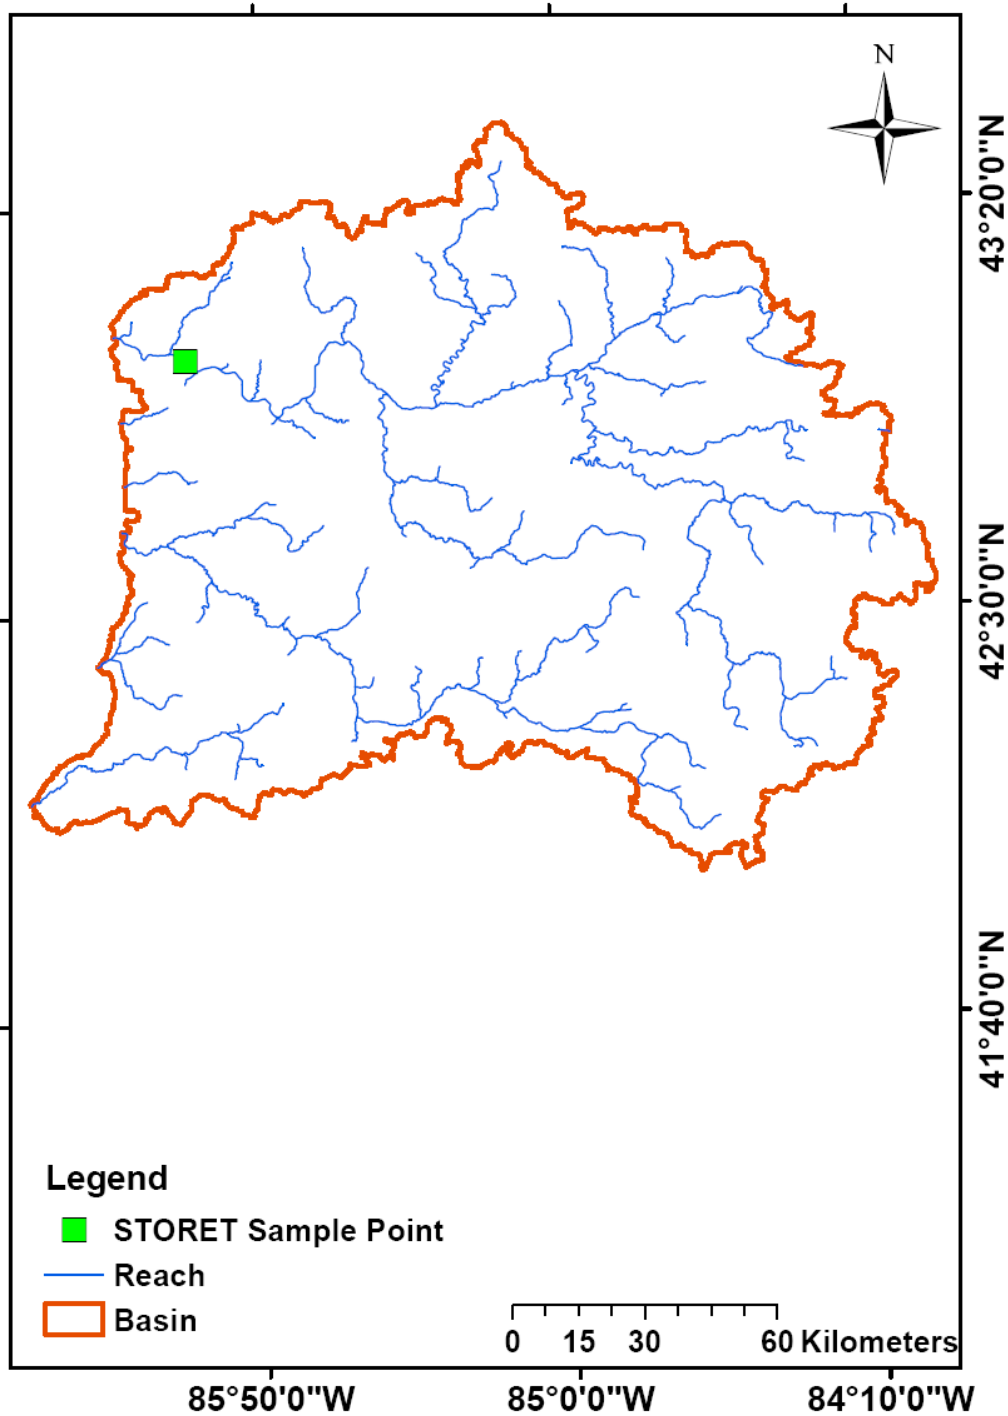 N
43°20'0"N
42°30'0"N
41°40'0"N
Legend
STORET Sample Point
Reach
Basin
0 15 30 60 Kilometers
85°50'0"W 85°0'0"W 84°10'0"W